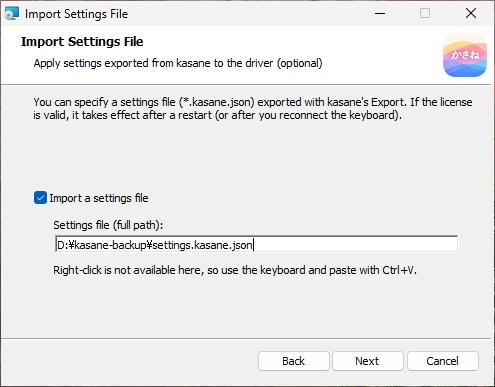 Import Settings File
Import Settings File
Apply settings exported from kasane to the driver (optional)
かさね
You can specify a settings file (*.kasane.json) exported with kasane's Export. If the license
is valid, it takes effect after a restart (or after you reconnect the keyboard).
Import a settings file
Settings file (full path):
D:¥kasane-backup¥settings.kasane.json
Right-click is not available here, so use the keyboard and paste with Ctrl+V.
Back
Next
Cancel